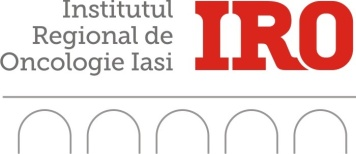 Institutul
Regional de
Oncologie Iasi
IRO